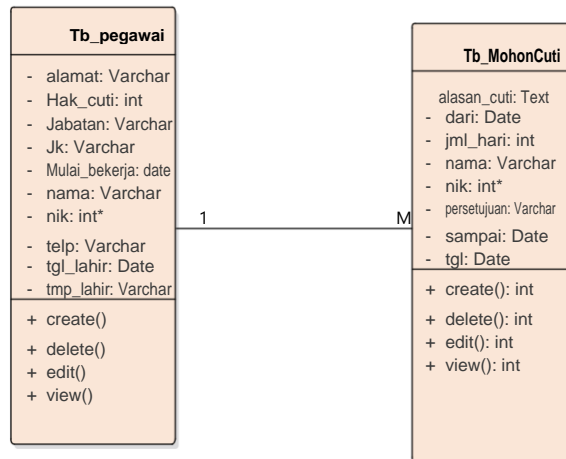 Tb_pegawai
- alamat: Varchar
- Hak_cuti: int
- Jabatan: Varchar
- Jk: Varchar
- Mulai_bekerja: date
- nama: Varchar
- nik: int*
- telp: Varchar
- tgl_lahir: Date
- tmp_lahir: Varchar
+ create()
+ delete()
+ edit()
+ view()
1
M
Tb_MohonCuti
alasan_cuti: Text
- dari: Date
- jml_hari: int
- nama: Varchar
- nik: int*
- persetujuan: Varchar
- sampai: Date
- tgl: Date
+ create(): int
+ delete(): int
+ edit(): int
+ view(): int